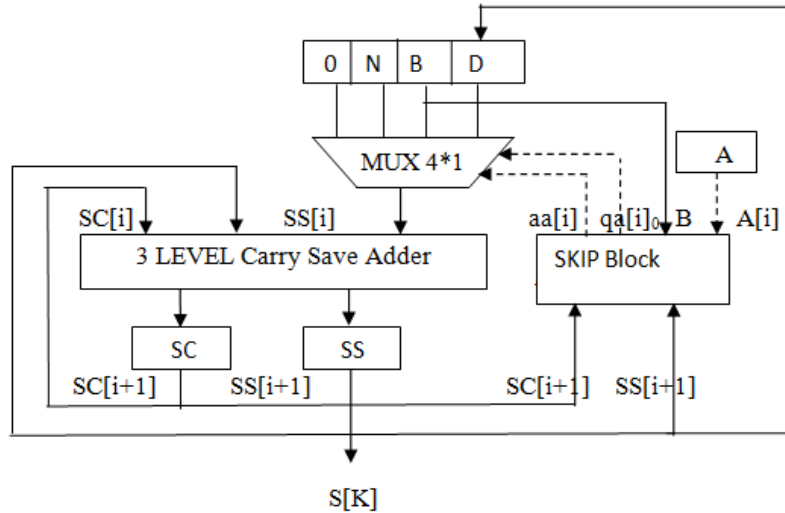 0 N B D
MUX 4*1
A
SC[i] SS[i] aa[i] qa[i]₀ B A[i]
3 LEVEL Carry Save Adder
SKIP Block
SC SS
SC[i+1] SS[i+1] SC[i+1] SS[i+1]
S[K]